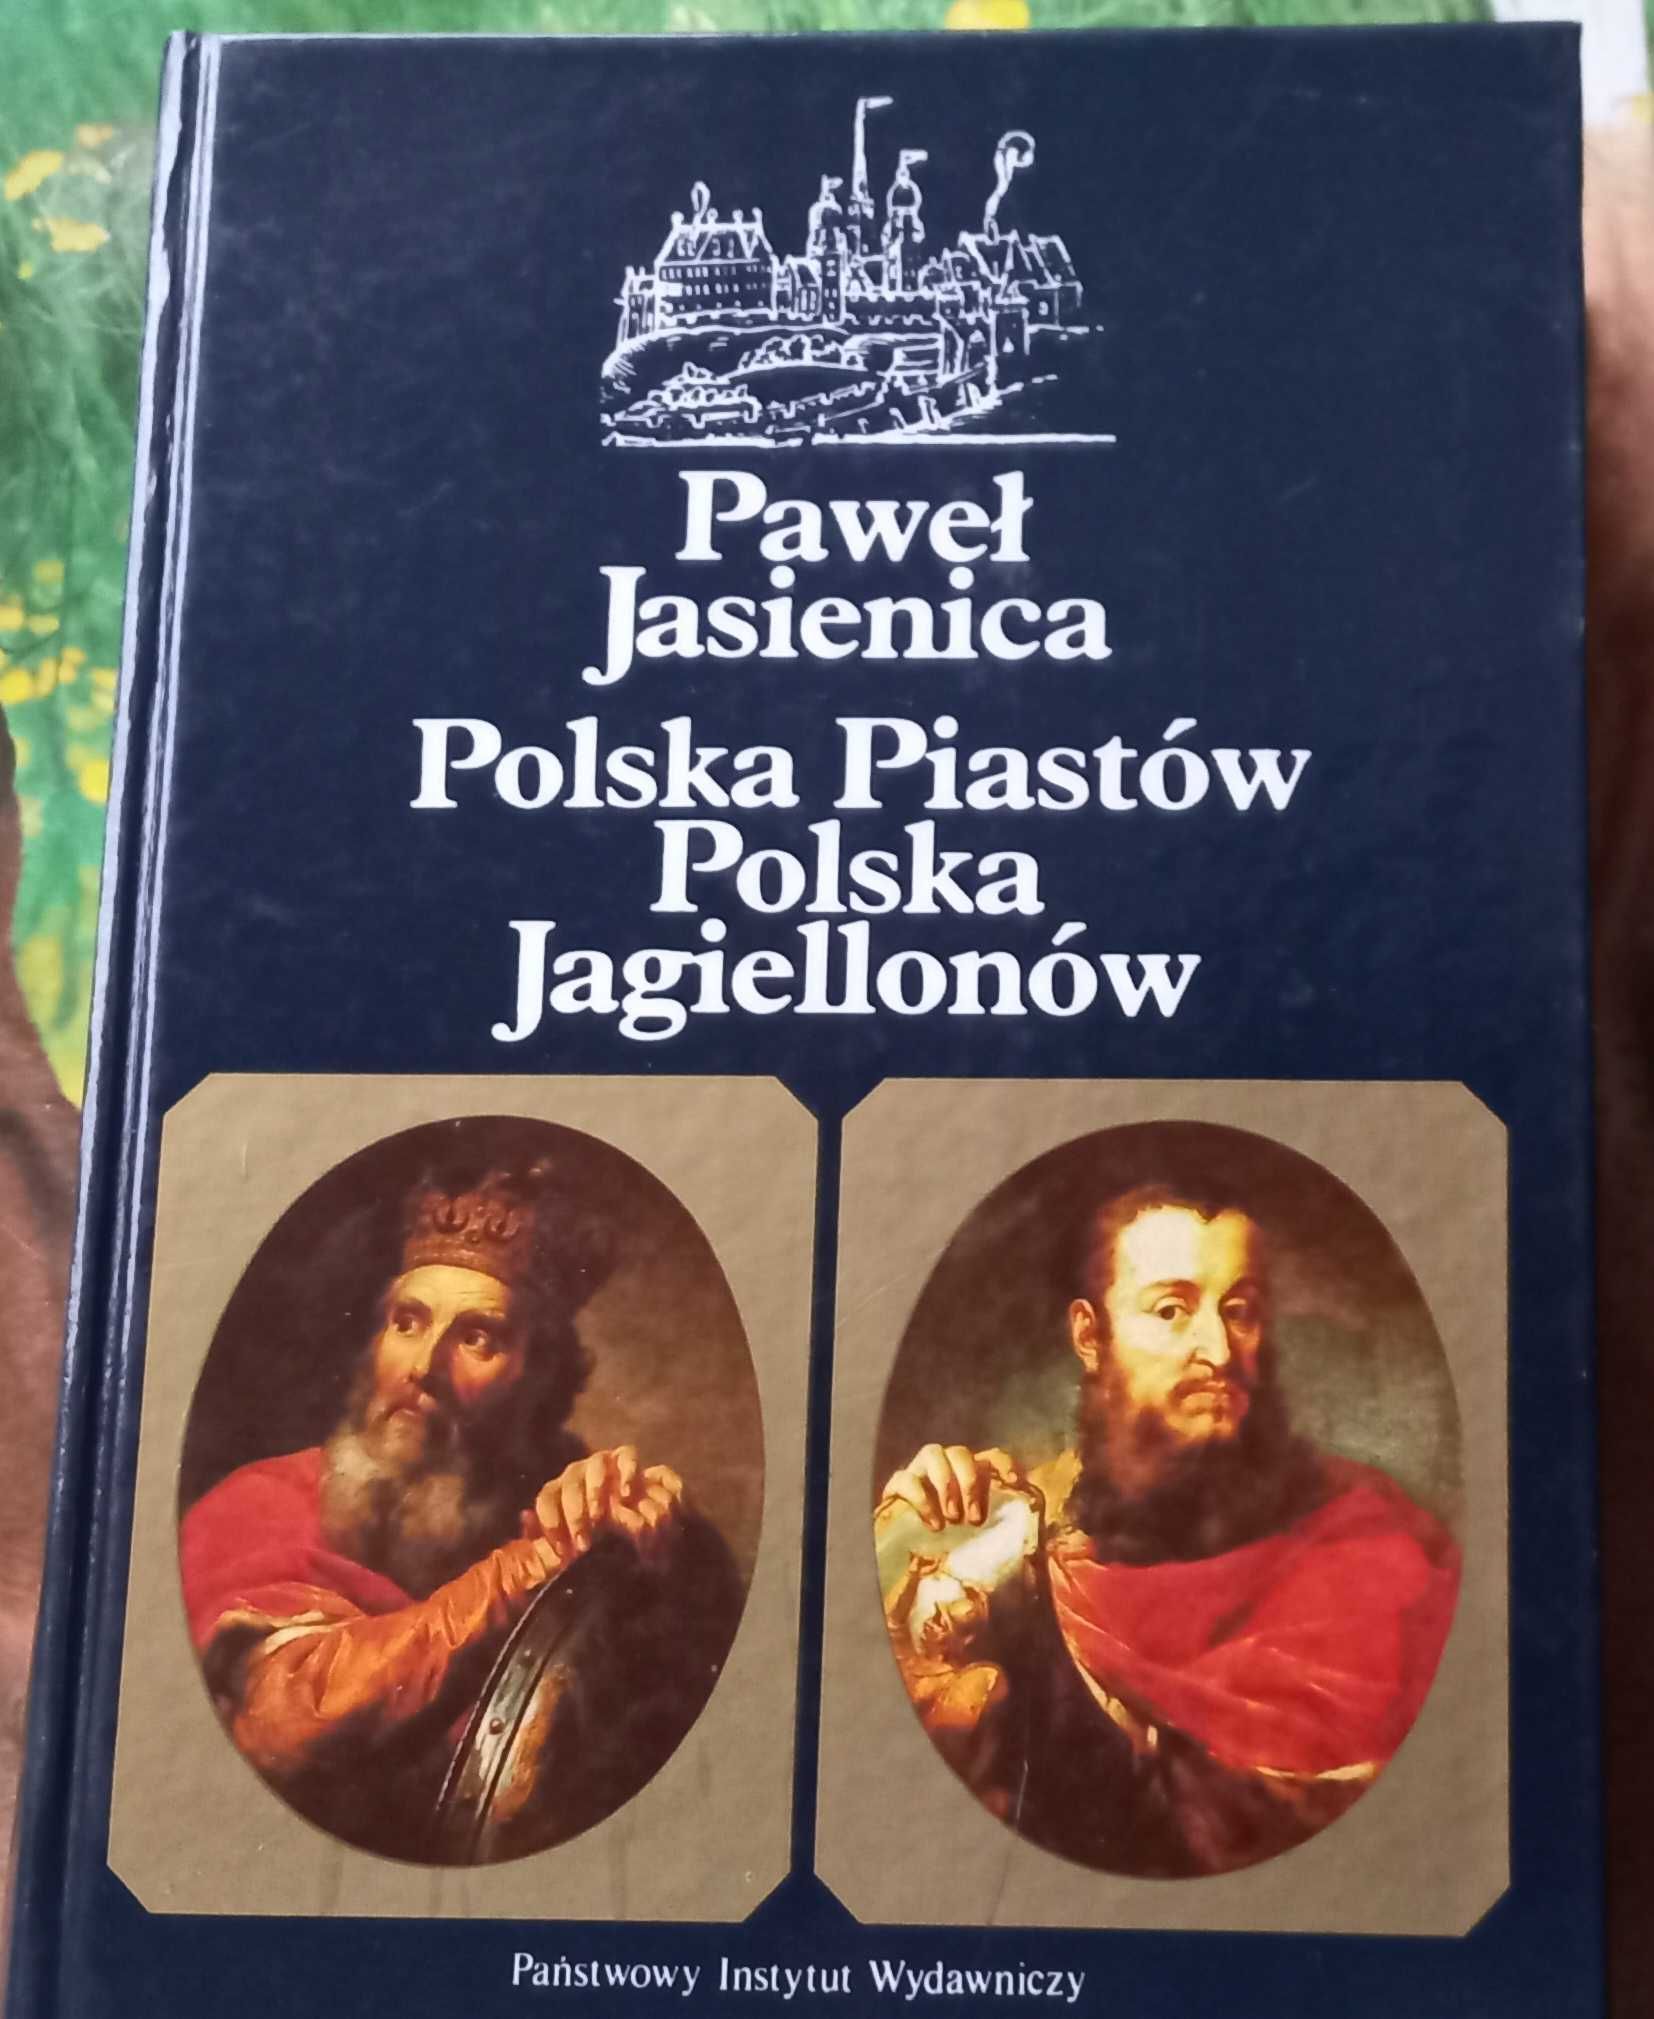 Paweł
Jasienica
Polska Piastów
Polska
Jagiellonów
Państwowy Instytut Wydawniczy